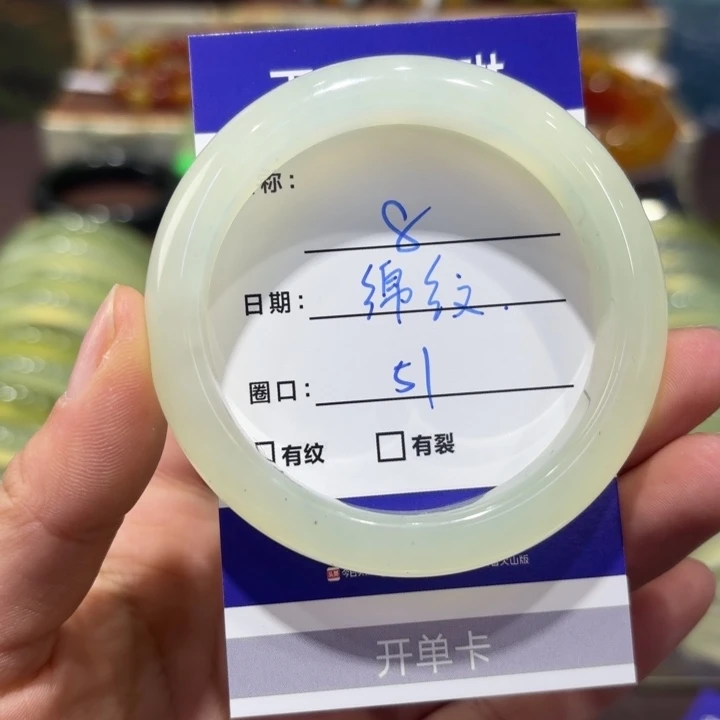 称：
8
日期： 绵纹.
圈口： 51
□有纹 □有裂
开单卡